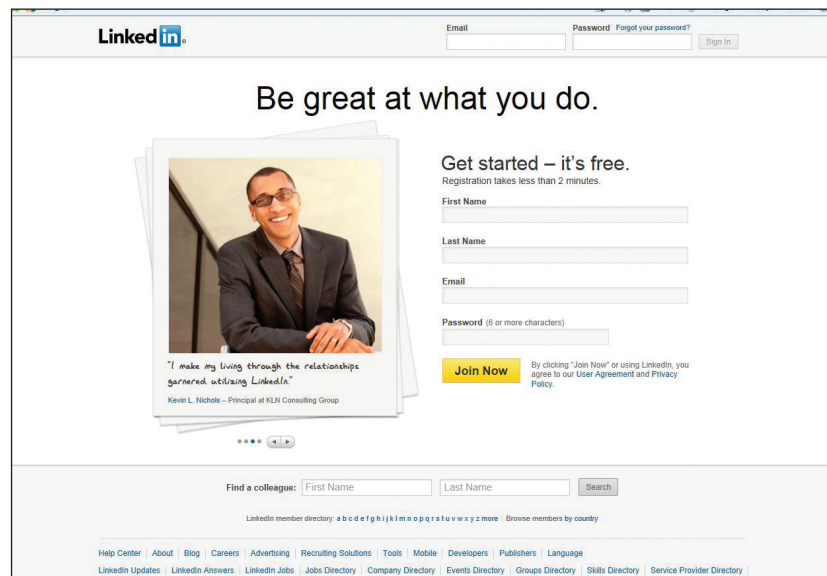 Linked in®
Email
Password Forgot your password?
Sign In
Be great at what you do.
Get started – it's free.
Registration takes less than 2 minutes.
First Name
Last Name
Email
Password (6 or more characters)
Join Now
By clicking "Join Now" or using LinkedIn, you
agree to our User Agreement and Privacy
Policy.
"I make my living through the relationships
garnered utilizing LinkedIn."
Kevin L. Nichols – Principal at KLN Consulting Group
Find a colleague: First Name Last Name Search
LinkedIn member directory: a b c d e f g h i j k l m n o p q r s t u v w x y z more | Browse members by country
Help Center | About | Blog | Careers | Advertising | Recruiting Solutions | Tools | Mobile | Developers | Publishers | Language
LinkedIn Updates | LinkedIn Answers | LinkedIn Jobs | Jobs Directory | Company Directory | Events Directory | Groups Directory | Skills Directory | Service Provider Directory |